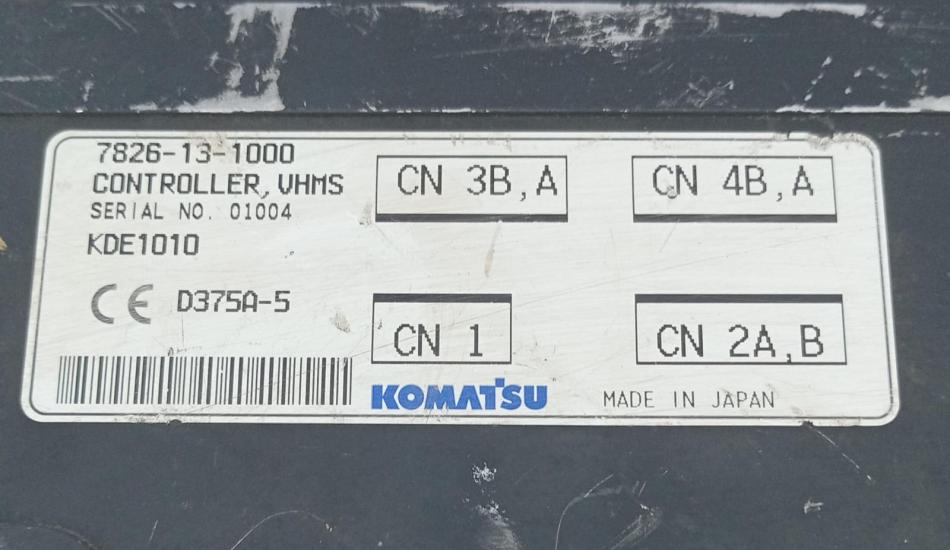 7826-13-1000
CONTROLLER, VHMS
SERIAL NO. 01004
KDE1010
CN 3B, A
CN 4B, A
CE D375A-5
CN 1
CN 2A, B
KOMATSU
MADE IN JAPAN